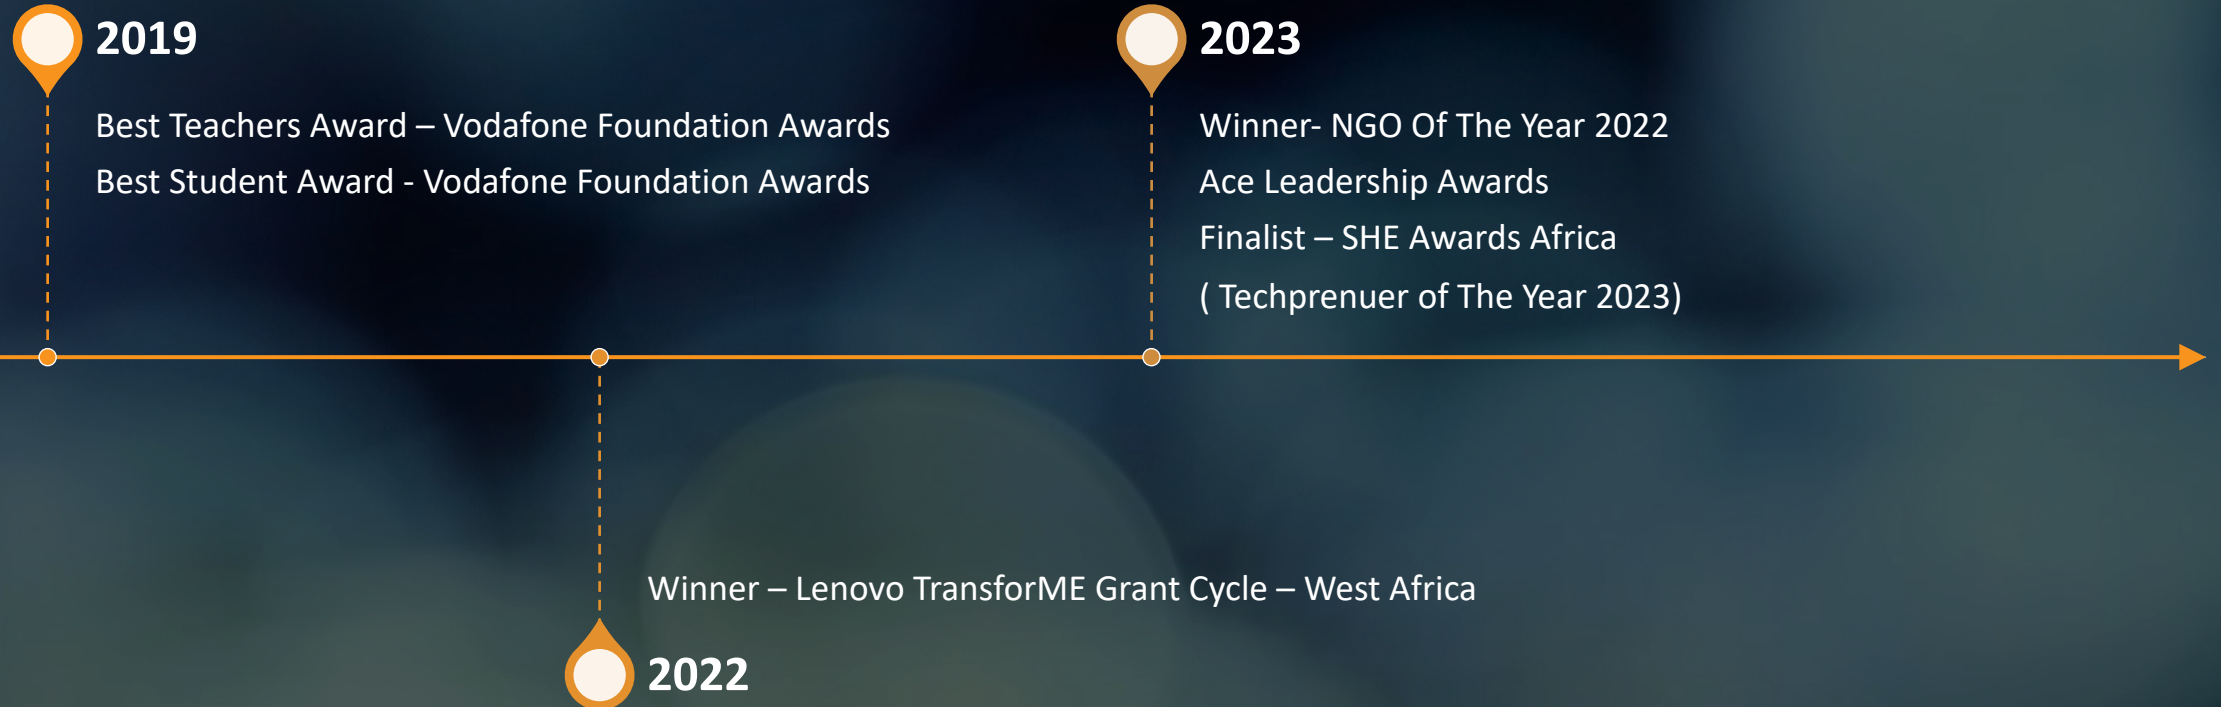 2019
Best Teachers Award – Vodafone Foundation Awards
Best Student Award - Vodafone Foundation Awards
2023
Winner- NGO Of The Year 2022
Ace Leadership Awards
Finalist – SHE Awards Africa
( Techprenuer of The Year 2023)
Winner – Lenovo TransforME Grant Cycle – West Africa
2022